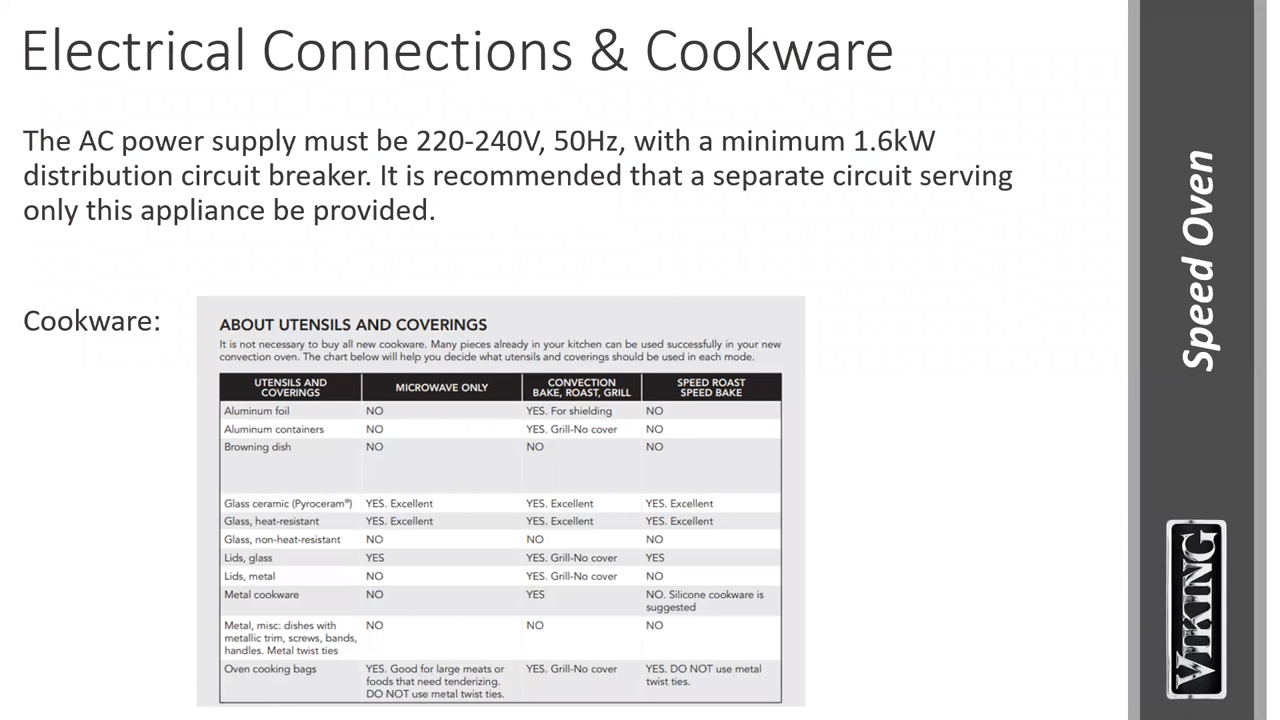 Electrical Connections & Cookware
The AC power supply must be 220-240V, 50Hz, with a minimum 1.6kW
distribution circuit breaker. It is recommended that a separate circuit serving
only this appliance be provided.
Cookware:
ABOUT UTENSILS AND COVERINGS
It is not necessary to buy all new cookware. Many pieces already in your kitchen can be used successfully in your new
convection oven. The chart below will help you decide what utensils and coverings should be used in each mode.
UTENSILS AND COVERINGS | MICROWAVE ONLY | CONVECTION BAKE, ROAST, GRILL | SPEED ROAST SPEED BAKE
Aluminum foil | NO | YES. For shielding | NO
Aluminum containers | NO | YES. Grill-No cover | NO
Browning dish | NO | NO | NO
Glass ceramic (Pyroceram®) | YES. Excellent | YES. Excellent | YES. Excellent
Glass, heat-resistant | YES. Excellent | YES. Excellent | YES. Excellent
Glass, non-heat-resistant | NO | NO | NO
Lids, glass | YES | YES. Grill-No cover | YES
Lids, metal | NO | YES. Grill-No cover | NO
Metal cookware | NO | YES | NO. Silicone cookware is suggested
Metal, misc: dishes with metallic trim, screws, bands, handles. Metal twist ties | NO | NO | NO
Oven cooking bags | YES. Good for large meats or foods that need tenderizing. DO NOT use metal twist ties. | YES. Grill-No cover | YES. DO NOT use metal twist ties.
Speed Oven
VIKING